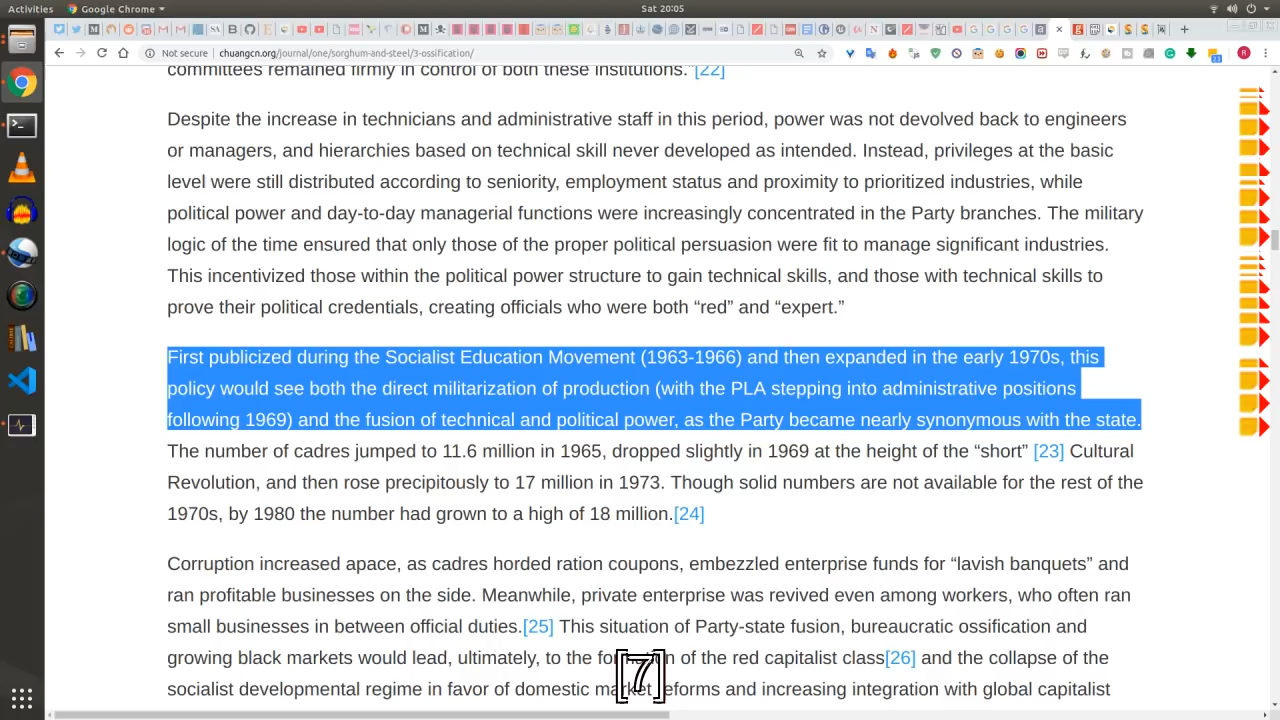 Activities
Google Chrome
Sat 20:05
Not secure
chuangcn.org/journal/one/sorghum-and-steel/3-ossification/
committees remained firmly in control of both these institutions."[22]
Despite the increase in technicians and administrative staff in this period, power was not devolved back to engineers
or managers, and hierarchies based on technical skill never developed as intended. Instead, privileges at the basic
level were still distributed according to seniority, employment status and proximity to prioritized industries, while
political power and day-to-day managerial functions were increasingly concentrated in the Party branches. The military
logic of the time ensured that only those of the proper political persuasion were fit to manage significant industries.
This incentivized those within the political power structure to gain technical skills, and those with technical skills to
prove their political credentials, creating officials who were both “red” and “expert.”
First publicized during the Socialist Education Movement (1963-1966) and then expanded in the early 1970s, this
policy would see both the direct militarization of production (with the PLA stepping into administrative positions
following 1969) and the fusion of technical and political power, as the Party became nearly synonymous with the state.
The number of cadres jumped to 11.6 million in 1965, dropped slightly in 1969 at the height of the “short” [23] Cultural
Revolution, and then rose precipitously to 17 million in 1973. Though solid numbers are not available for the rest of the
1970s, by 1980 the number had grown to a high of 18 million.[24]
Corruption increased apace, as cadres horded ration coupons, embezzled enterprise funds for “lavish banquets” and
ran profitable businesses on the side. Meanwhile, private enterprise was revived even among workers, who often ran
small businesses in between official duties.[25] This situation of Party-state fusion, bureaucratic ossification and
growing black markets would lead, ultimately, to the of the red capitalist class[26] and the collapse of the
socialist developmental regime in favor of domestic market reforms and increasing integration with global capitalist
[7]